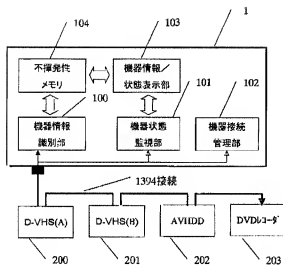 104
103
1
不揮発性
メモリ
機器情報/
状態表示部
100
101
102
機器情報
識別部
機器状態
監視部
機器接続
管理部
1394接続
D-VHS(A)
D-VHS(B)
AVHDD
DVDレコーダ
200
201
202
203